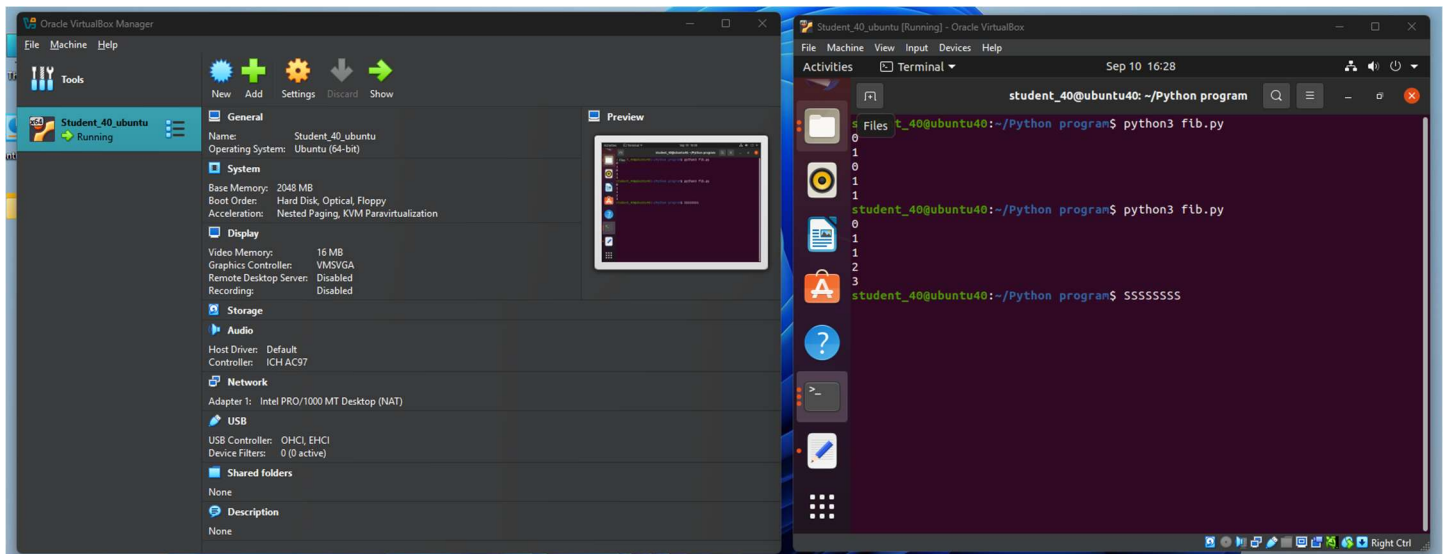 Oracle VirtualBox Manager
File Machine Help
Tools
New Add Settings Discard Show
x64
Student_40_ubuntu
Running
General
Name: Student_40_ubuntu
Operating System: Ubuntu (64-bit)
System
Base Memory: 2048 MB
Boot Order: Hard Disk, Optical, Floppy
Acceleration: Nested Paging, KVM Paravirtualization
Display
Video Memory: 16 MB
Graphics Controller: VMSVGA
Remote Desktop Server: Disabled
Recording: Disabled
Storage
Audio
Host Driver: Default
Controller: ICH AC97
Network
Adapter 1: Intel PRO/1000 MT Desktop (NAT)
USB
USB Controller: OHCI, EHCI
Device Filters: 0 (0 active)
Shared folders
None
Description
None
Preview
Student_40_ubuntu [Running] - Oracle VirtualBox
File Machine View Input Devices Help
Activities Terminal Sep 10 16:28
student_40@ubuntu40: ~/Python program
Files
t_40@ubuntu40:~/Python program$ python3 fib.py
0
1
0
1
1
student_40@ubuntu40:~/Python program$ python3 fib.py
0
1
1
2
3
student_40@ubuntu40:~/Python program$ SSSSSSSS
Right Ctrl